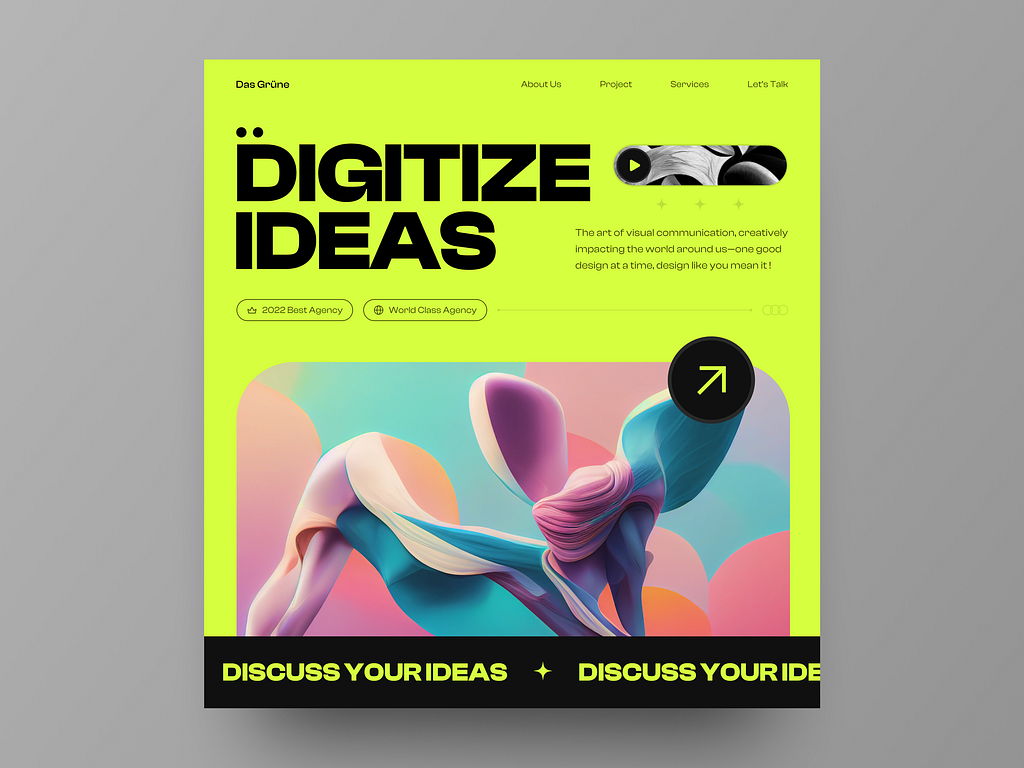 Das Grüne
About Us
Project
Services
Let's Talk
D̈IGITIZE
IDEAS
The art of visual communication, creatively
impacting the world around us—one good
design at a time, design like you mean it !
2022 Best Agency
World Class Agency
DISCUSS YOUR IDEAS
DISCUSS YOUR IDE